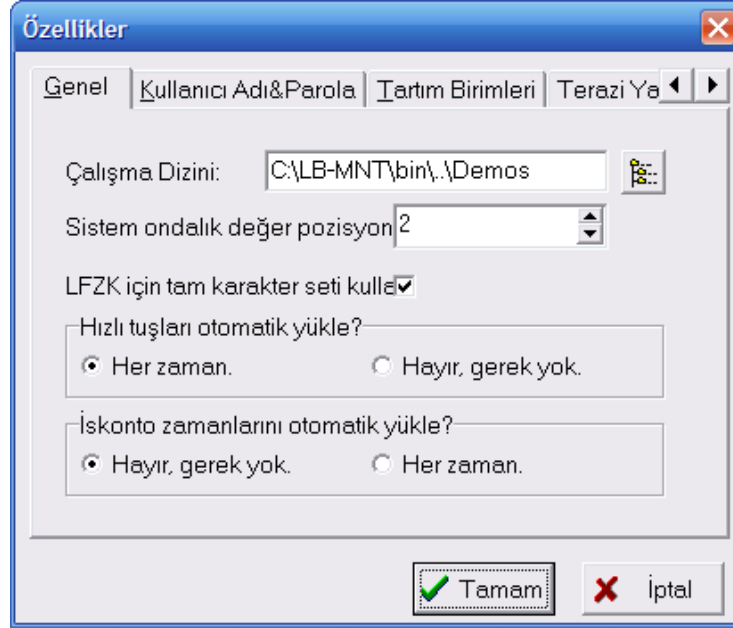 Özellikler
Genel Kullanıcı Adı&Parola Tartım Birimleri Terazi Ya
Çalışma Dizini: C:\LB-MNT\bin\..\Demos
Sistem ondalık değer pozisyon 2
LFZK için tam karakter seti kulla
Hızlı tuşları otomatik yükle?
Her zaman. Hayır, gerek yok.
İskonto zamanlarını otomatik yükle?
Hayır, gerek yok. Her zaman.
Tamam İptal